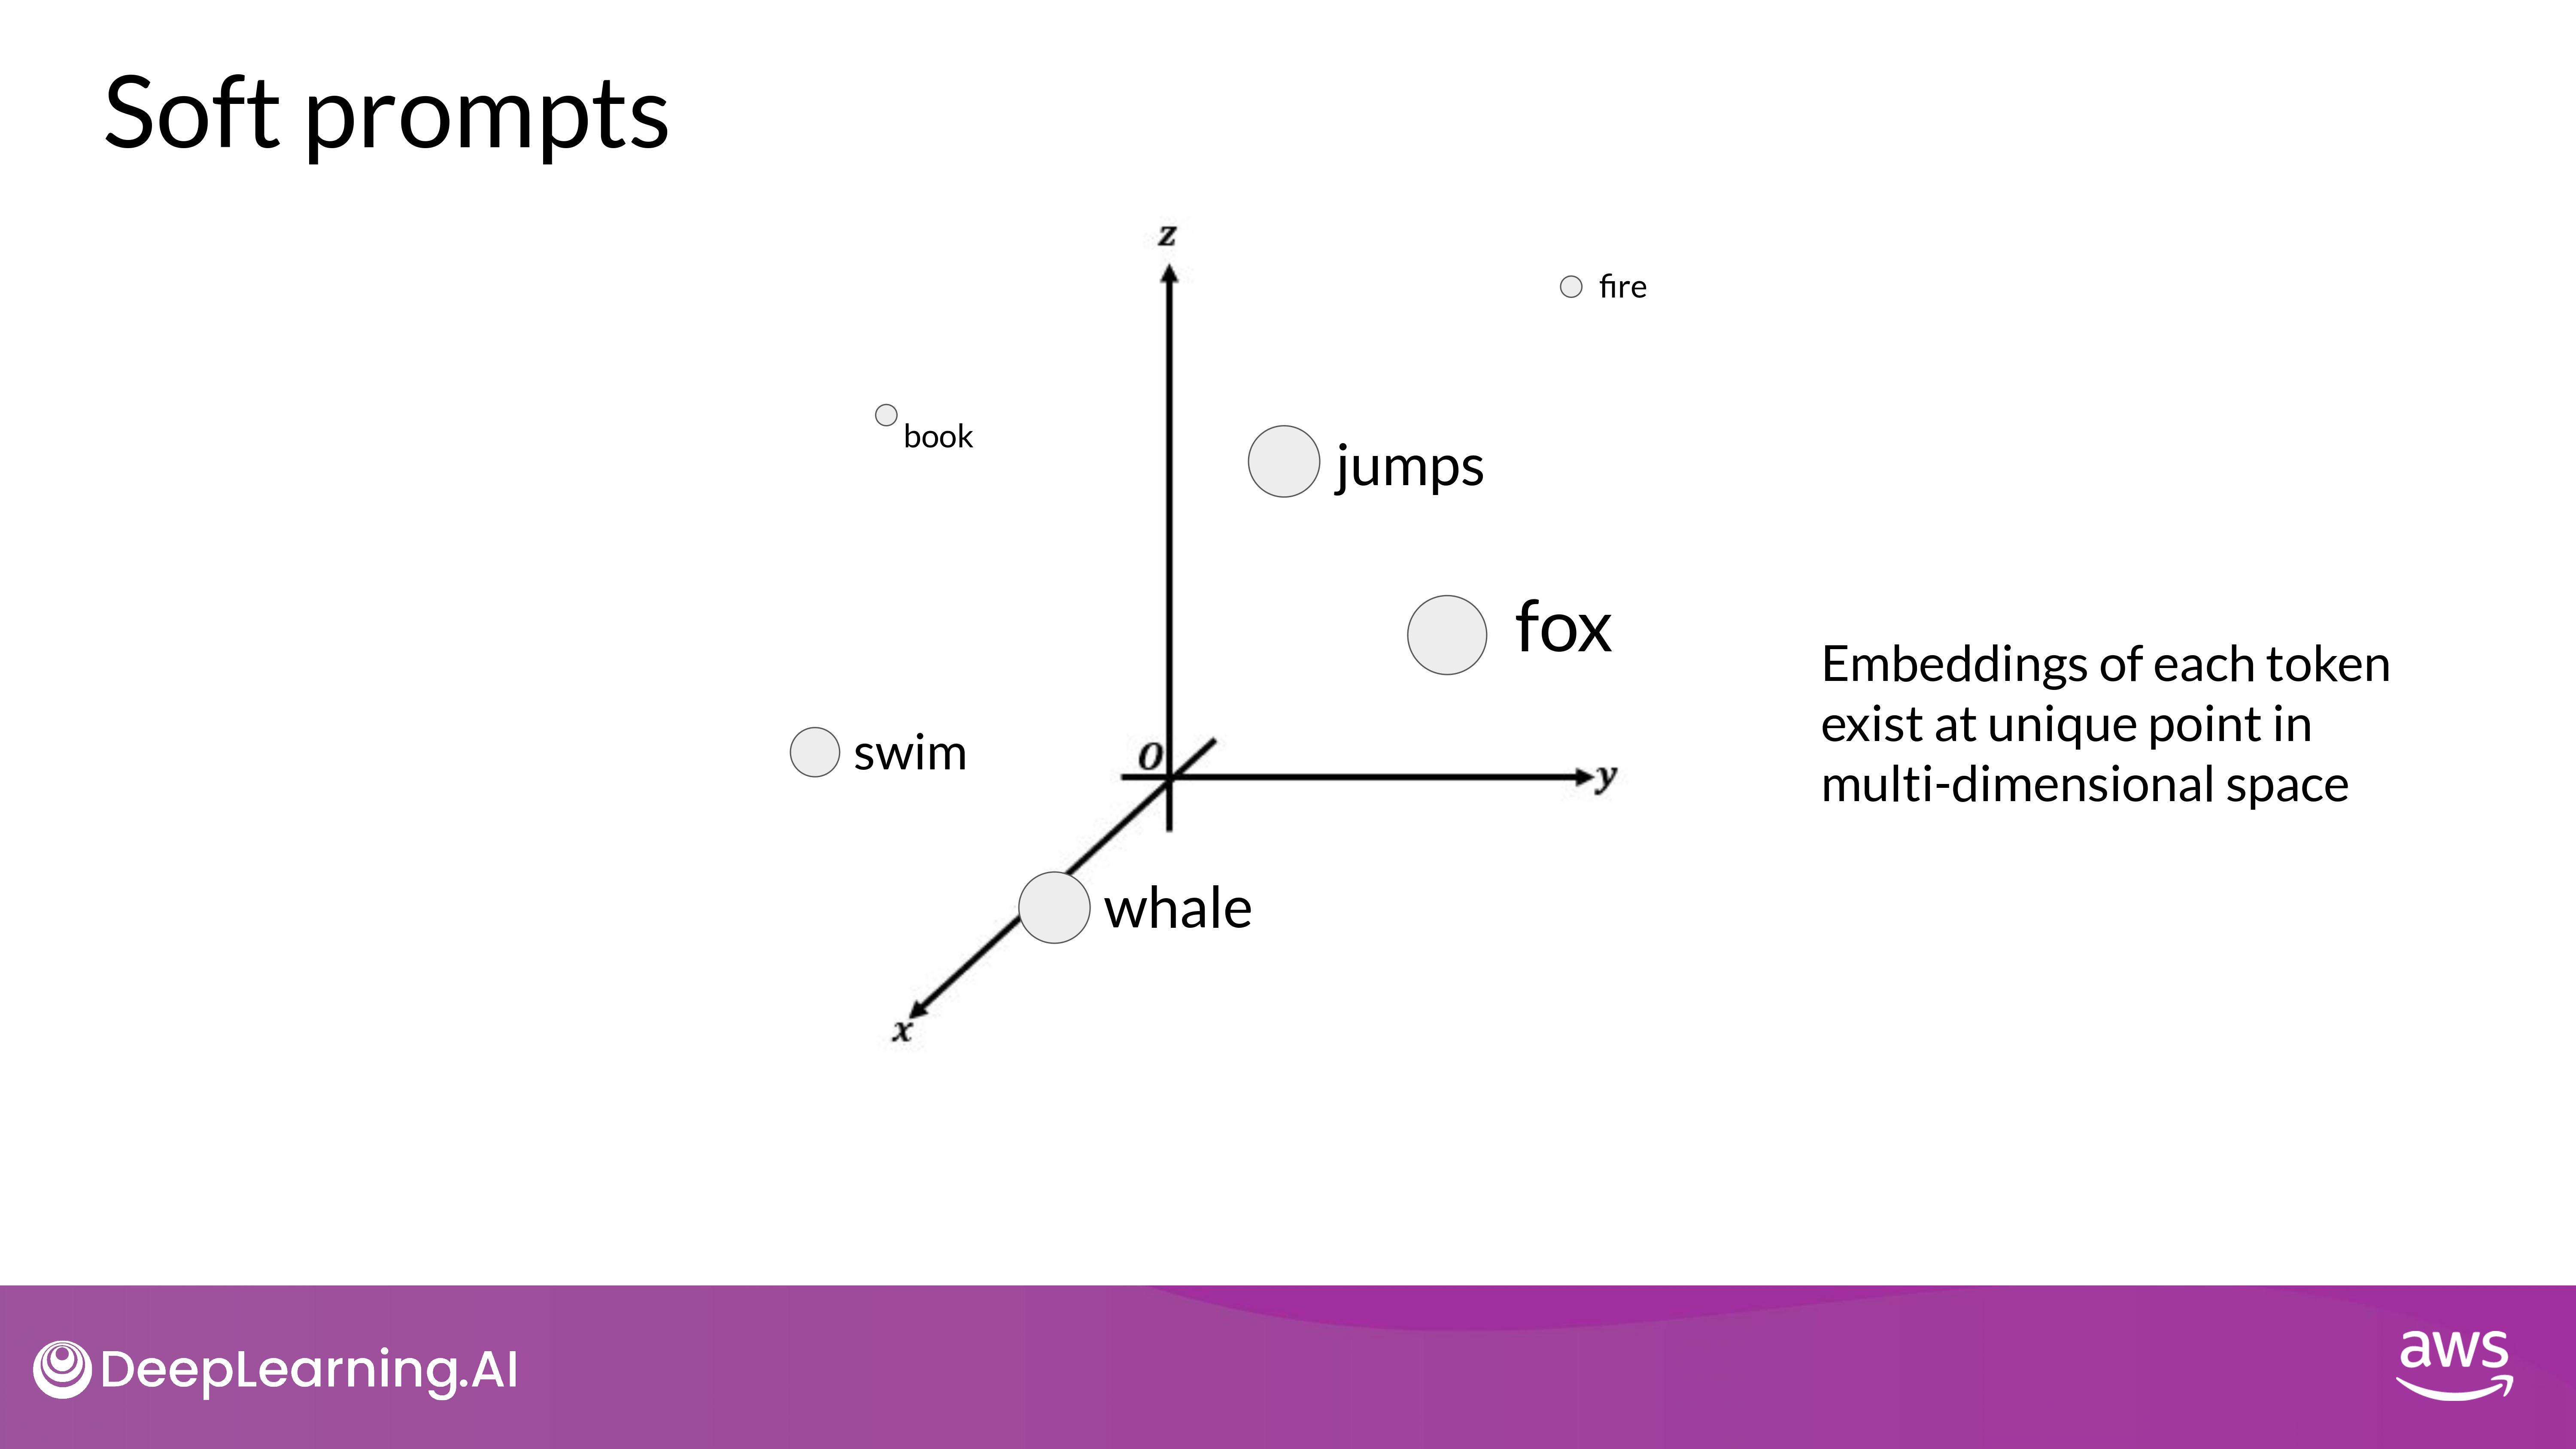 Soft prompts
z
fire
book
jumps
fox
Embeddings of each token
exist at unique point in
multi-dimensional space
swim
O
y
whale
x
DeepLearning.AI
aws